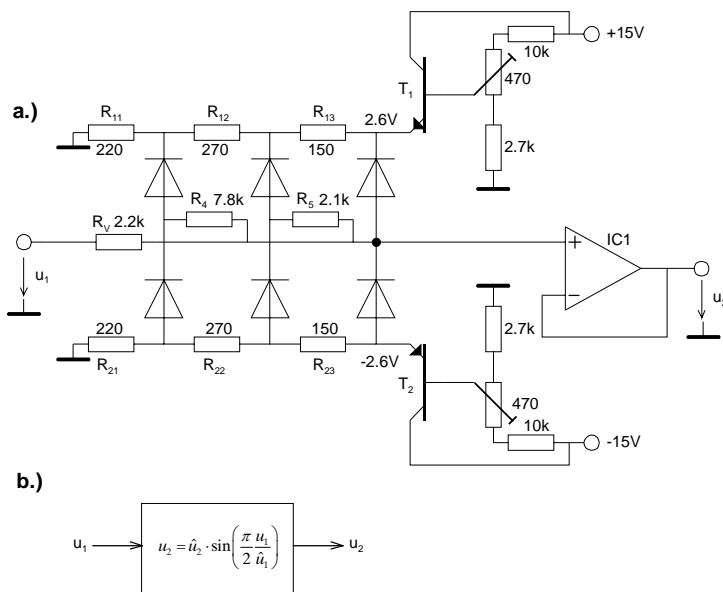 +15V
10k
T1
470
a.)
R11
R12
R13
2.6V
220
270
150
2.7k
R4 7.8k
R5 2.1k
RV 2.2k
IC1
+
u1
−
220
270
150
2.7k
R21
R22
R23
-2.6V
T2
470
10k
-15V
b.)
u1
u2 = û2 · sin(π/2 u1/û1)
u2